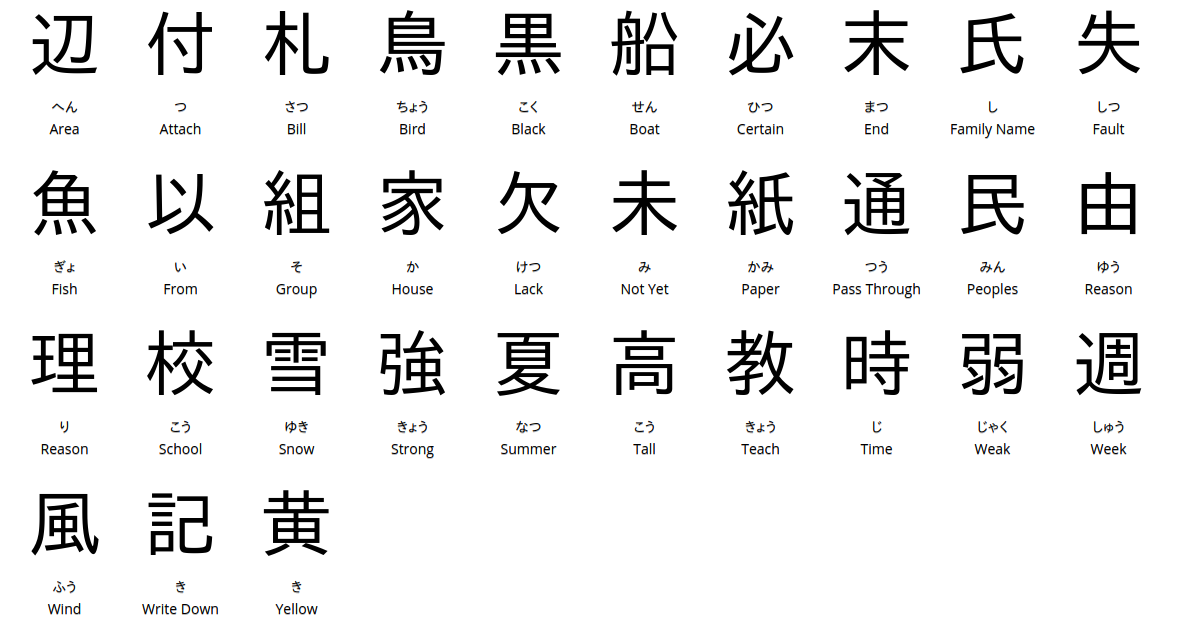 辺 付 札 鳥 黒 船 必 末 氏 失
へん つ さつ ちょう こく せん ひつ まつ し しつ
Area Attach Bill Bird Black Boat Certain End Family Name Fault
魚 以 組 家 欠 未 紙 通 民 由
ぎょ い そ か けつ み かみ つう みん ゆう
Fish From Group House Lack Not Yet Paper Pass Through Peoples Reason
理 校 雪 強 夏 高 教 時 弱 週
り こう ゆき きょう なつ こう きょう じ じゃく しゅう
Reason School Snow Strong Summer Tall Teach Time Weak Week
風 記 黄
ふう き き
Wind Write Down Yellow